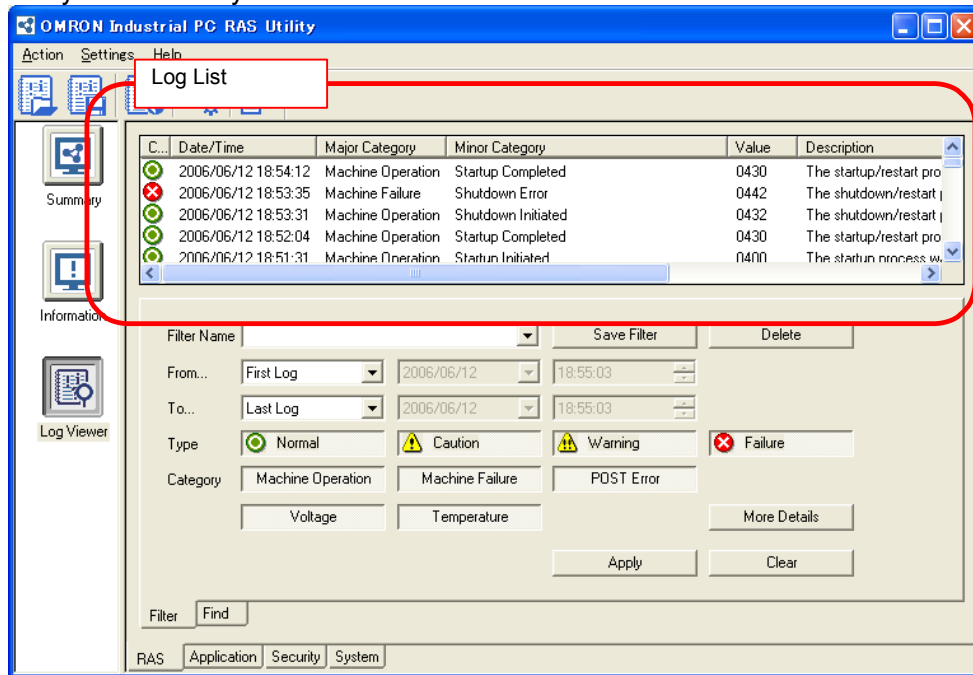 OMRON Industrial PC RAS Utility
Action Settings Help
Log List
C... Date/Time Major Category Minor Category Value Description
2006/06/12 18:54:12 Machine Operation Startup Completed 0430 The startup/restart pro
2006/06/12 18:53:35 Machine Failure Shutdown Error 0442 The shutdown/restart
2006/06/12 18:53:31 Machine Operation Shutdown Initiated 0432 The shutdown/restart
2006/06/12 18:52:04 Machine Operation Startup Completed 0430 The startup/restart pro
2006/06/12 18:51:31 Machine Operation Startup Initiated 0400 The startup process w
Summary
Information
Log Viewer
Filter Name Save Filter Delete
From... First Log 2006/06/12 18:55:03
To... Last Log 2006/06/12 18:55:03
Type Normal Caution Warning Failure
Category Machine Operation Machine Failure POST Error
Voltage Temperature More Details
Apply Clear
Filter Find
RAS Application Security System